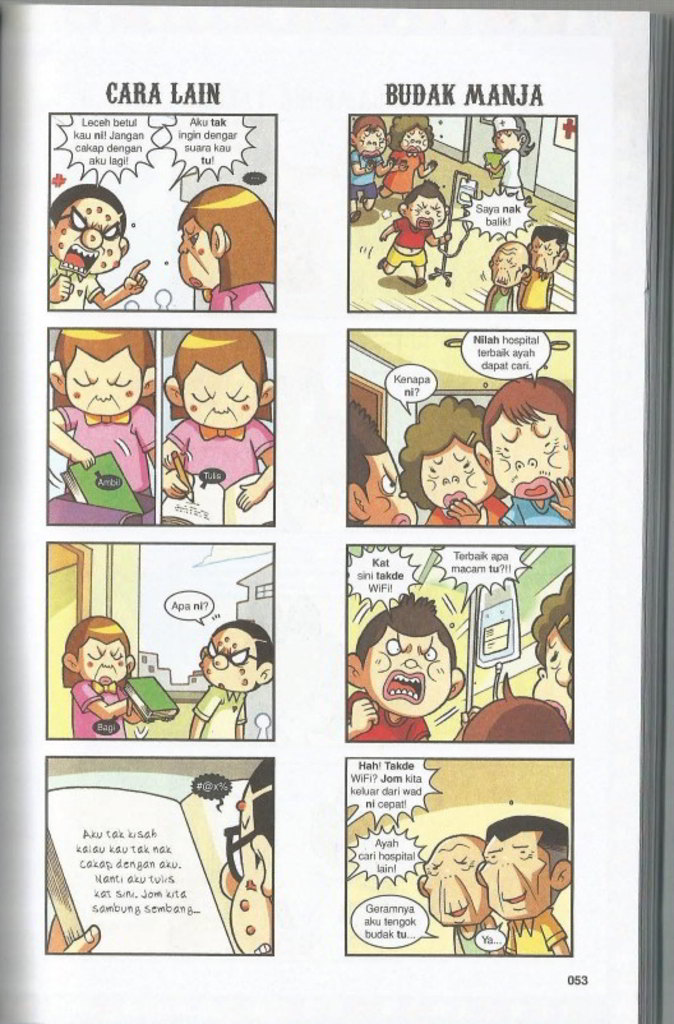 CARA LAIN
Leceh betul
kau ni! Jangan
cakap dengan
aku lagi!
Aku tak
ingin dengar
suara kau
tu!
...
Ambil
Tulis
Apa ni?
Bagi
#@x%
Aku tak kisah
kalau kau tak nak
cakap dengan aku.
Nanti aku tulis
kat sini. Jom kita
sambung sembang...
BUDAK MANJA
Saya nak
balik!
Nilah hospital
terbaik ayah
dapat cari.
Kenapa
ni?
Kat
sini takde
WiFi!
Terbaik apa
macam tu?!!
Hah! Takde
WiFi? Jom kita
keluar dari wad
ni cepat!
Ayah
cari hospital
lain!
Geramnya
aku tengok
budak tu...
Ya...
053